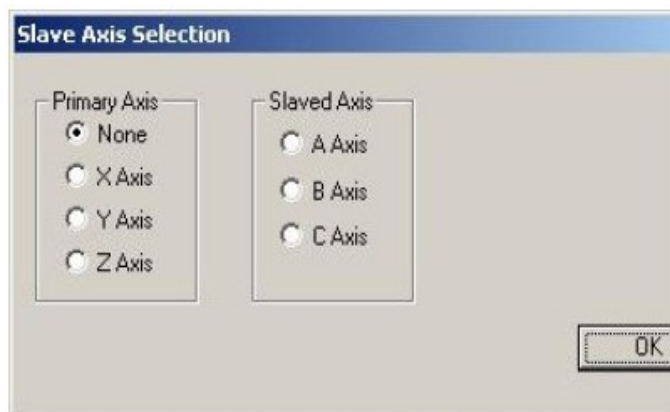 Slave Axis Selection
Primary Axis
None
X Axis
Y Axis
Z Axis
Slaved Axis
A Axis
B Axis
C Axis
OK